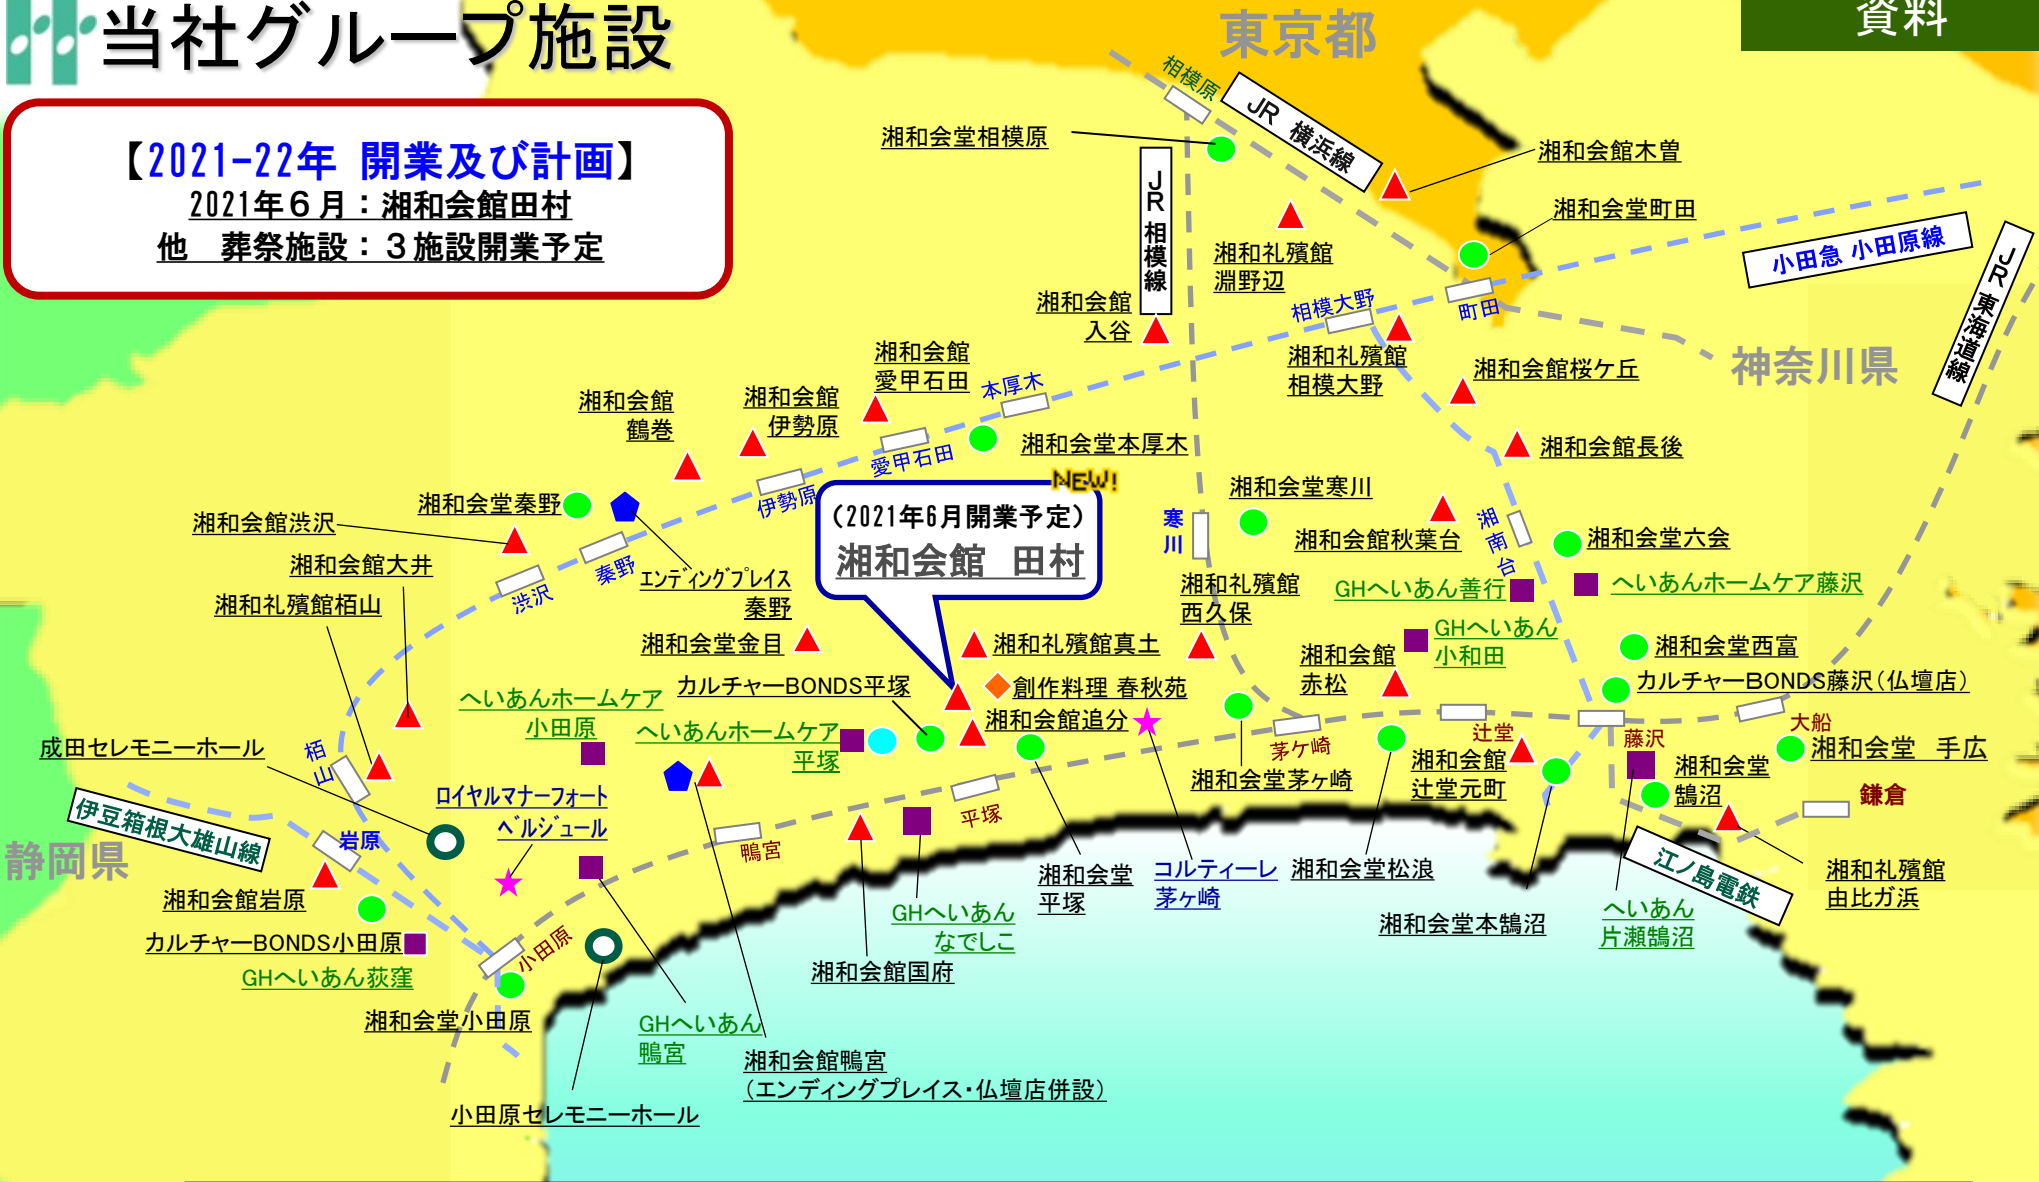 当社グループ施設
資料
【2021-22年 開業及び計画】
2021年6月：湘和会館田村
他　葬祭施設：3施設開業予定
東京都
相模原
JR 横浜線
湘和会堂相模原
JR相模線
湘和会館木曽
湘和会堂町田
湘和礼殯館
淵野辺
小田急 小田原線
JR東海道線
湘和会館
入谷
相模大野
町田
神奈川県
湘和会館
愛甲石田
湘和礼殯館
相模大野
湘和会館桜ケ丘
本厚木
湘和会館
鶴巻
湘和会館
伊勢原
湘和会堂本厚木
湘和会館長後
愛甲石田
伊勢原
NEW!
（2021年6月開業予定）
湘和会館　田村
湘和会堂秦野
湘和会館渋沢
湘和会堂寒川
寒川
湘和会館秋葉台
湘南台
湘和会堂六会
湘和会館大井
秦野
渋沢
エンディングプレイス
秦野
湘和礼殯館栢山
湘和礼殯館
西久保
GHへいあん善行
へいあんホームケア藤沢
湘和会堂金目
湘和礼殯館真土
GHへいあん
小和田
湘和会堂西富
湘和会館
赤松
カルチャーBONDS平塚
創作料理 春秋苑
カルチャーBONDS藤沢（仏壇店）
へいあんホームケア
小田原
へいあんホームケア
平塚
湘和会館追分
大船
成田セレモニーホール
栢山
茅ケ崎
辻堂
藤沢
湘和会堂　手広
湘和会館
辻堂元町
湘和会堂
鵠沼
湘和会堂茅ヶ崎
ロイヤルマナーフォート
ベルジュール
伊豆箱根大雄山線
岩原
平塚
鎌倉
静岡県
鴨宮
湘和会館岩原
湘和会堂
平塚
コルティーレ
茅ヶ崎
湘和会堂松浪
江ノ島電鉄
湘和礼殯館
由比ガ浜
GHへいあん
なでしこ
湘和会堂本鵠沼
へいあん
片瀬鵠沼
カルチャーBONDS小田原
GHへいあん荻窪
小田原
湘和会館国府
湘和会堂小田原
GHへいあん
鴨宮
湘和会館鴨宮
（エンディングプレイス・仏壇店併設）
小田原セレモニーホール